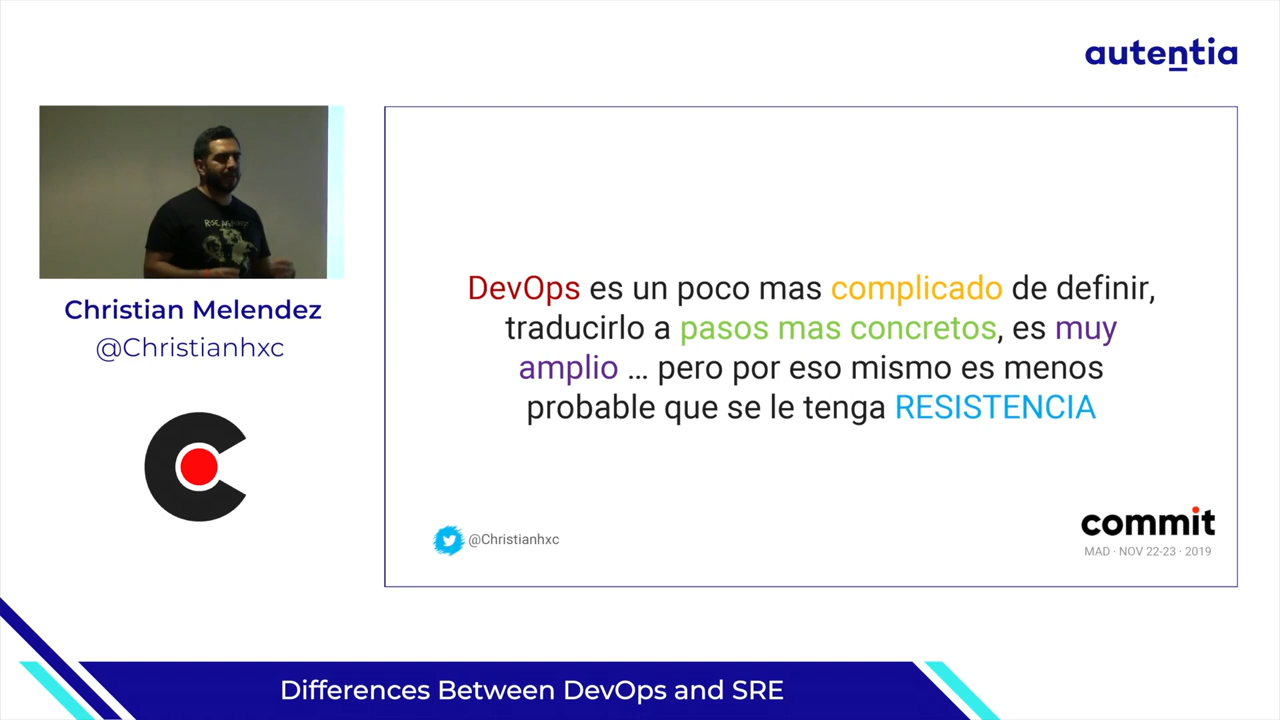 autentia
RISE AGAINST
Christian Melendez
@Christianhxc
DevOps es un poco mas complicado de definir,
traducirlo a pasos mas concretos, es muy
amplio ... pero por eso mismo es menos
probable que se le tenga RESISTENCIA
@Christianhxc
commit
MAD · NOV 22-23 · 2019
Differences Between DevOps and SRE